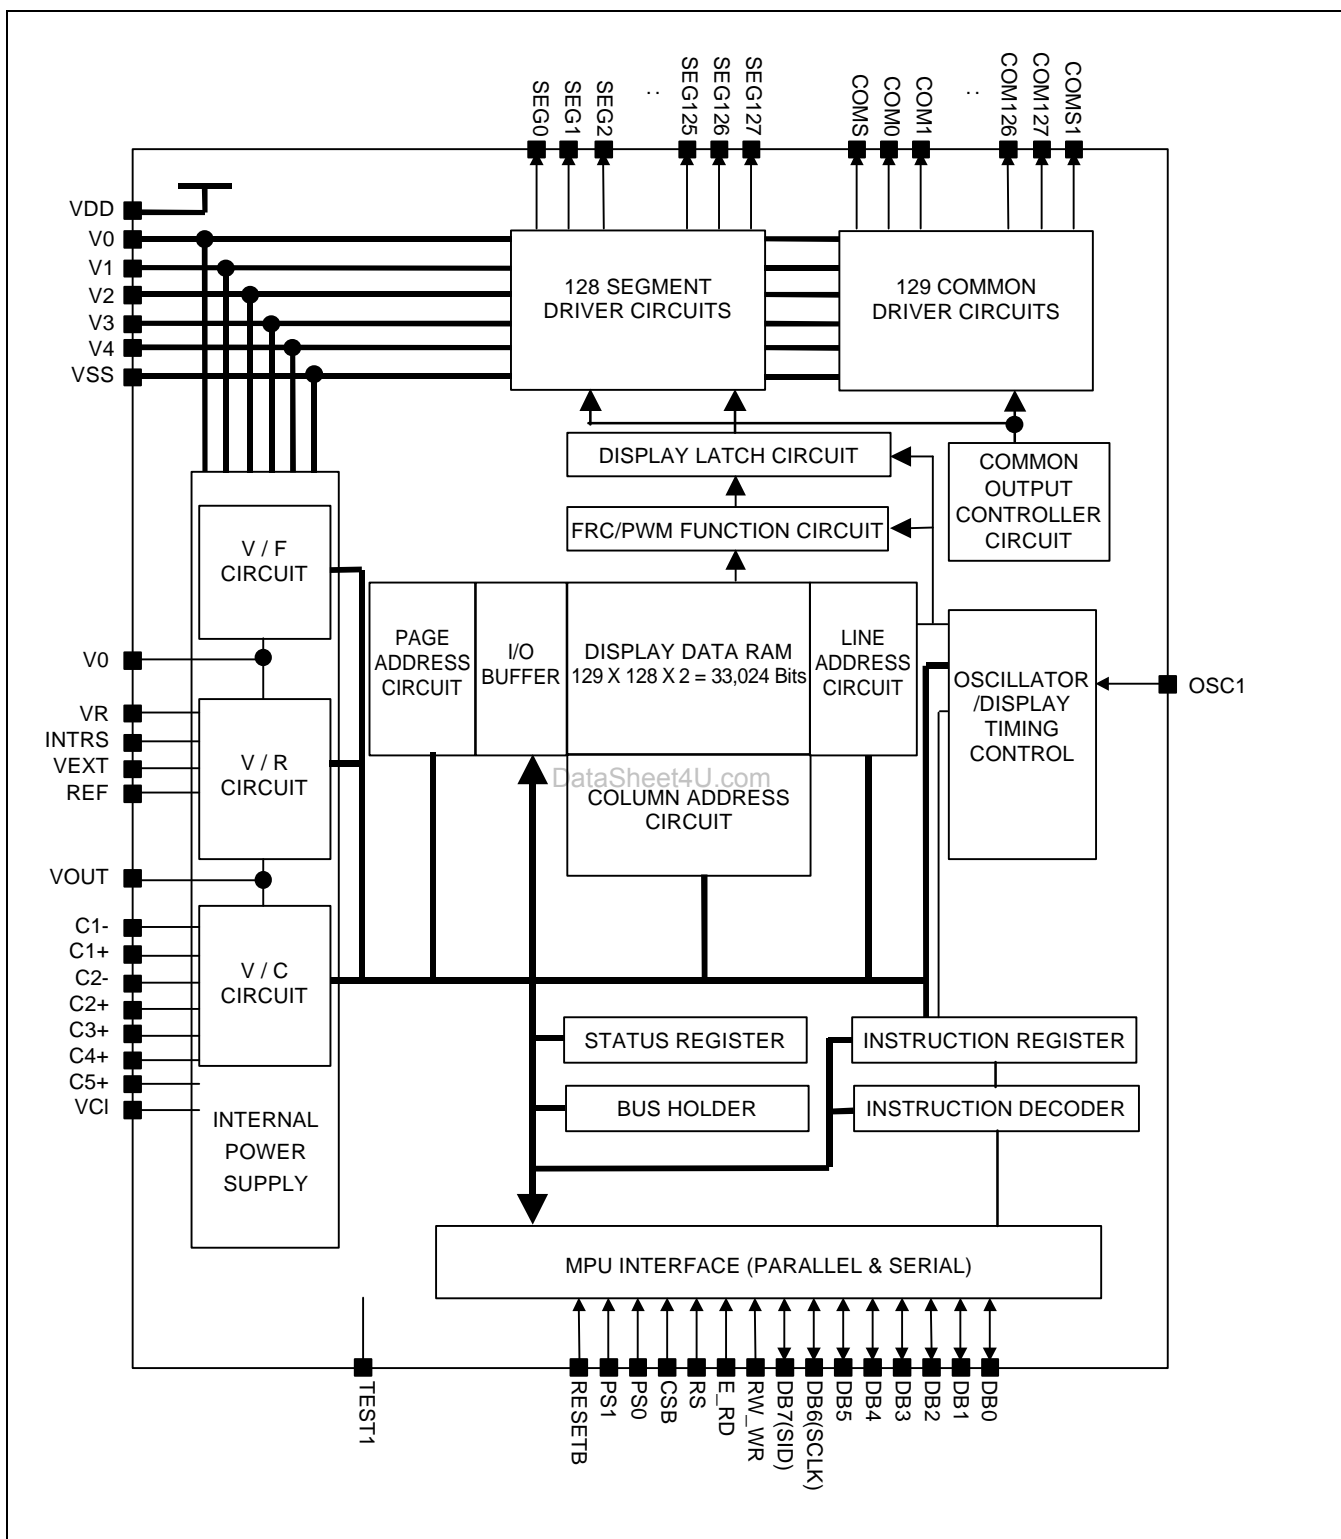 SEG0
SEG1
SEG2
..
SEG125
SEG126
SEG127
COMS
COM0
COM1
..
COM126
COM127
COMS1
VDD
V0
V1
V2
V3
V4
VSS
128 SEGMENT
DRIVER CIRCUITS
129 COMMON
DRIVER CIRCUITS
DISPLAY LATCH CIRCUIT
FRC/PWM FUNCTION CIRCUIT
COMMON
OUTPUT
CONTROLLER
CIRCUIT
V / F
CIRCUIT
PAGE
ADDRESS
CIRCUIT
I/O
BUFFER
DISPLAY DATA RAM
129 X 128 X 2 = 33,024 Bits
LINE
ADDRESS
CIRCUIT
OSCILLATOR
/DISPLAY
TIMING
CONTROL
OSC1
V0
VR
INTRS
VEXT
REF
V / R
CIRCUIT
DataSheet4U.com
COLUMN ADDRESS
CIRCUIT
VOUT
C1-
C1+
C2-
C2+
C3+
C4+
C5+
VCI
V / C
CIRCUIT
INTERNAL
POWER
SUPPLY
STATUS REGISTER
INSTRUCTION REGISTER
BUS HOLDER
INSTRUCTION DECODER
MPU INTERFACE (PARALLEL & SERIAL)
TEST1
RESETB
PS1
PS0
CSB
RS
E_RD
RW_WR
DB7(SID)
DB6(SCLK)
DB5
DB4
DB3
DB2
DB1
DB0